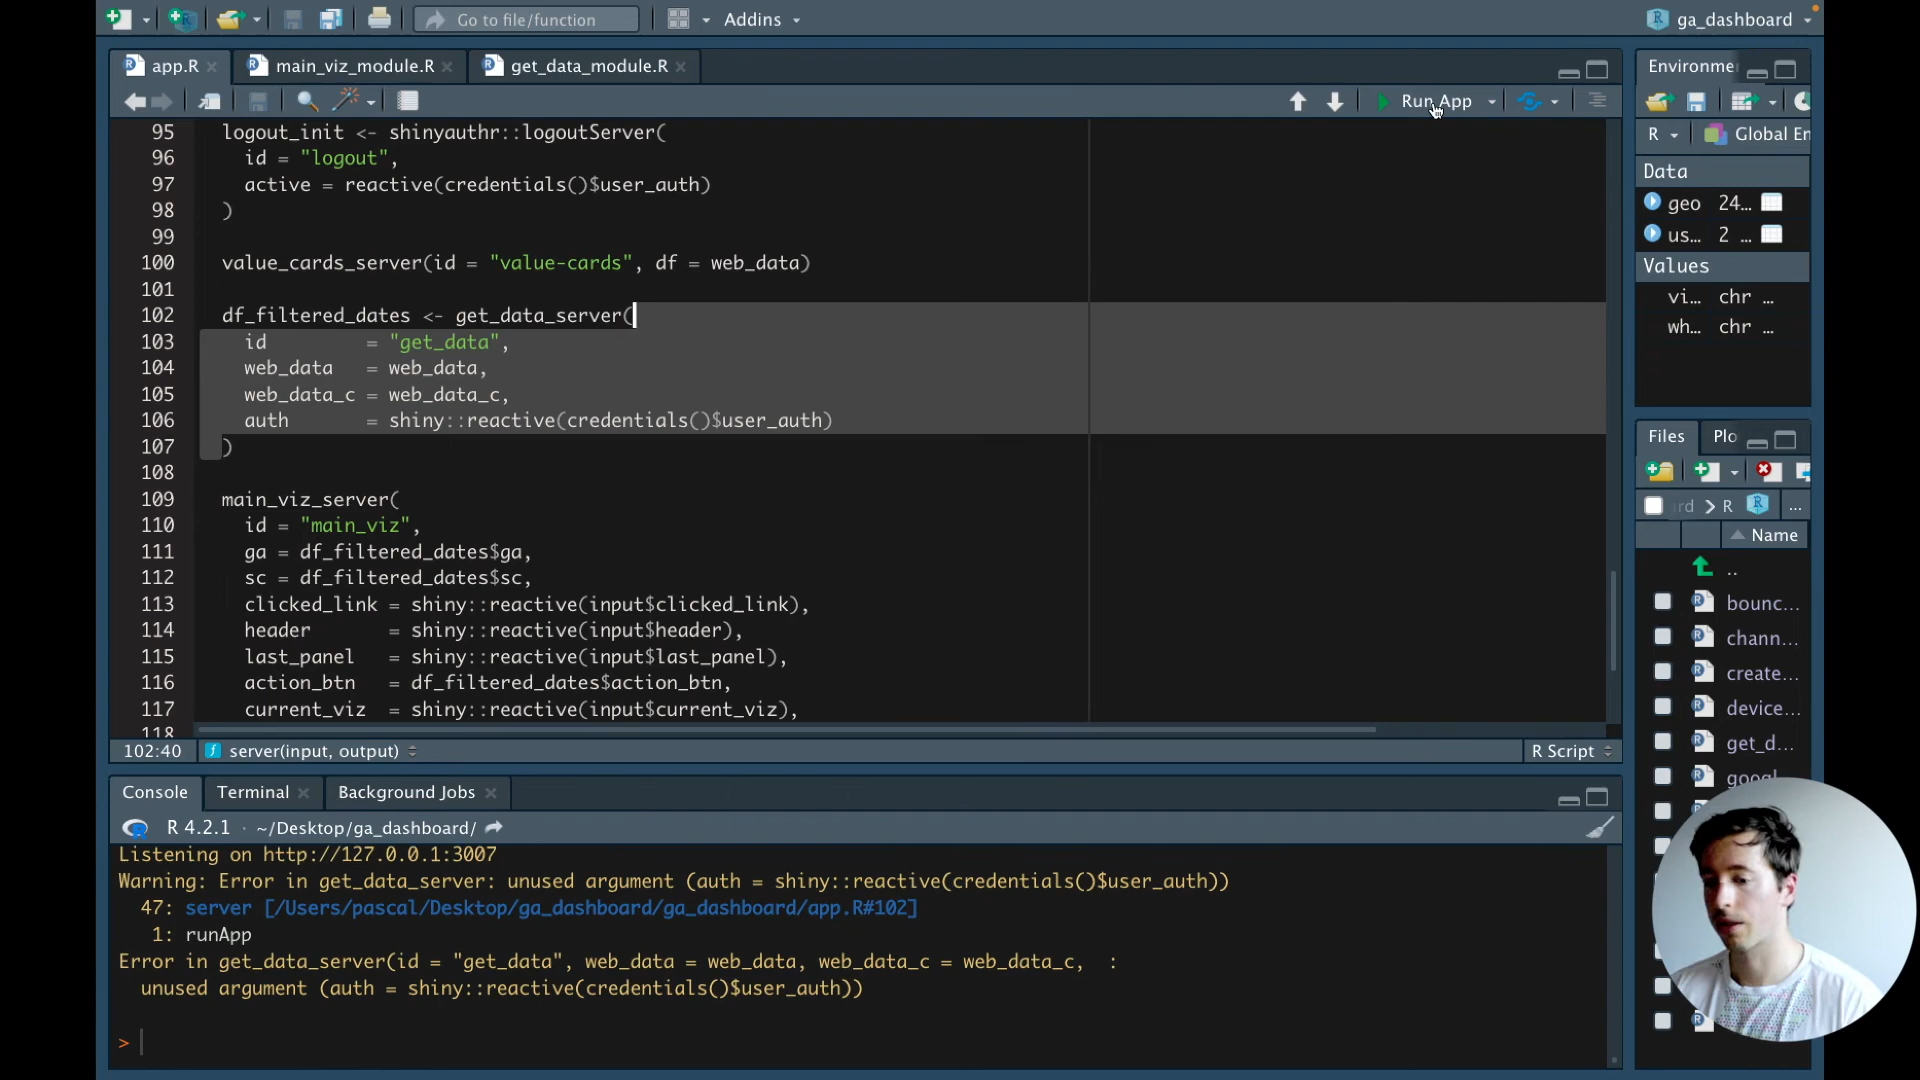 Go to file/function
Addins
ga_dashboard
app.R
main_viz_module.R
get_data_module.R
Run App
95 logout_init <- shinyauthr::logoutServer(
96 id = "logout",
97 active = reactive(credentials()$user_auth)
98 )
99
100 value_cards_server(id = "value-cards", df = web_data)
101
102 df_filtered_dates <- get_data_server(
103 id = "get_data",
104 web_data = web_data,
105 web_data_c = web_data_c,
106 auth = shiny::reactive(credentials()$user_auth)
107 )
108
109 main_viz_server(
110 id = "main_viz",
111 ga = df_filtered_dates$ga,
112 sc = df_filtered_dates$sc,
113 clicked_link = shiny::reactive(input$clicked_link),
114 header = shiny::reactive(input$header),
115 last_panel = shiny::reactive(input$last_panel),
116 action_btn = df_filtered_dates$action_btn,
117 current_viz = shiny::reactive(input$current_viz),
118
102:40 server(input, output) R Script
Console Terminal Background Jobs
R 4.2.1 · ~/Desktop/ga_dashboard/
Listening on http://127.0.0.1:3007
Warning: Error in get_data_server: unused argument (auth = shiny::reactive(credentials()$user_auth))
47: server [/Users/pascal/Desktop/ga_dashboard/ga_dashboard/app.R#102]
1: runApp
Error in get_data_server(id = "get_data", web_data = web_data, web_data_c = web_data_c, :
unused argument (auth = shiny::reactive(credentials()$user_auth))
>
Environme
R Global En
Data
geo 24…
us… 2 …
Values
vi… chr …
wh… chr …
Files Plo
rd > R …
Name
..
bounc…
chann…
create…
device…
get_d…